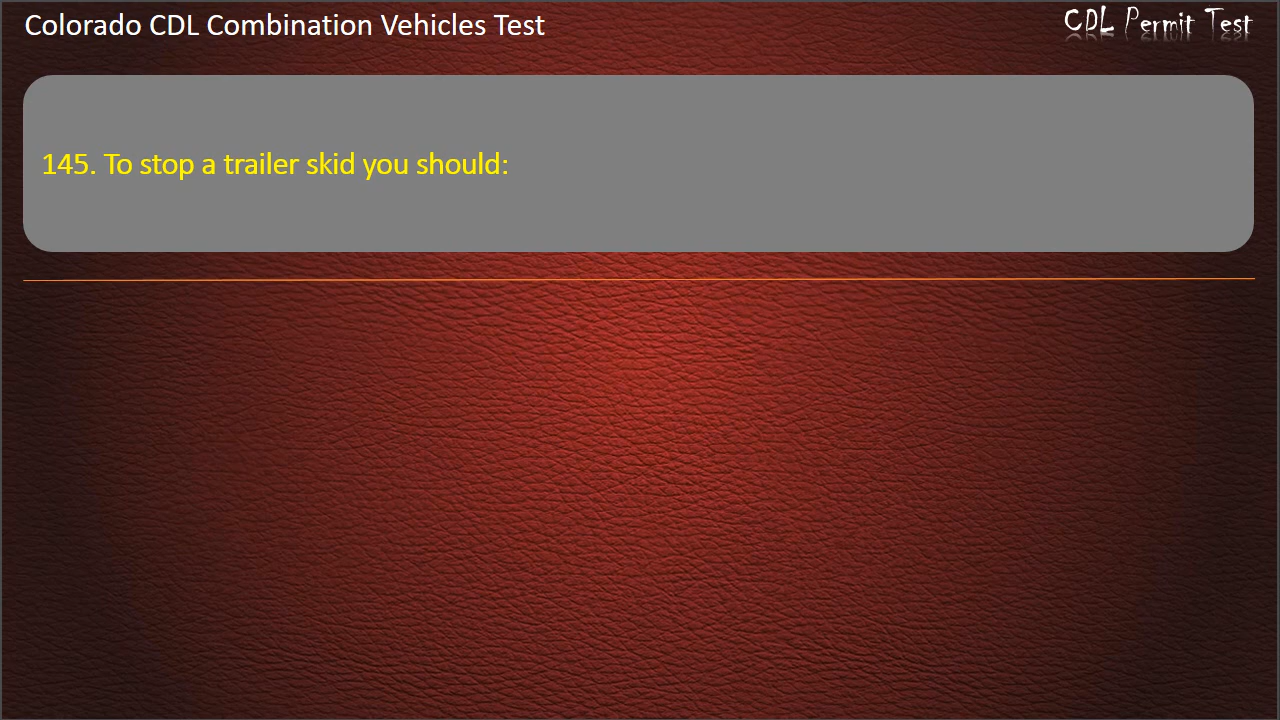 Colorado CDL Combination Vehicles Test
CDL Permit Test
145. To stop a trailer skid you should: